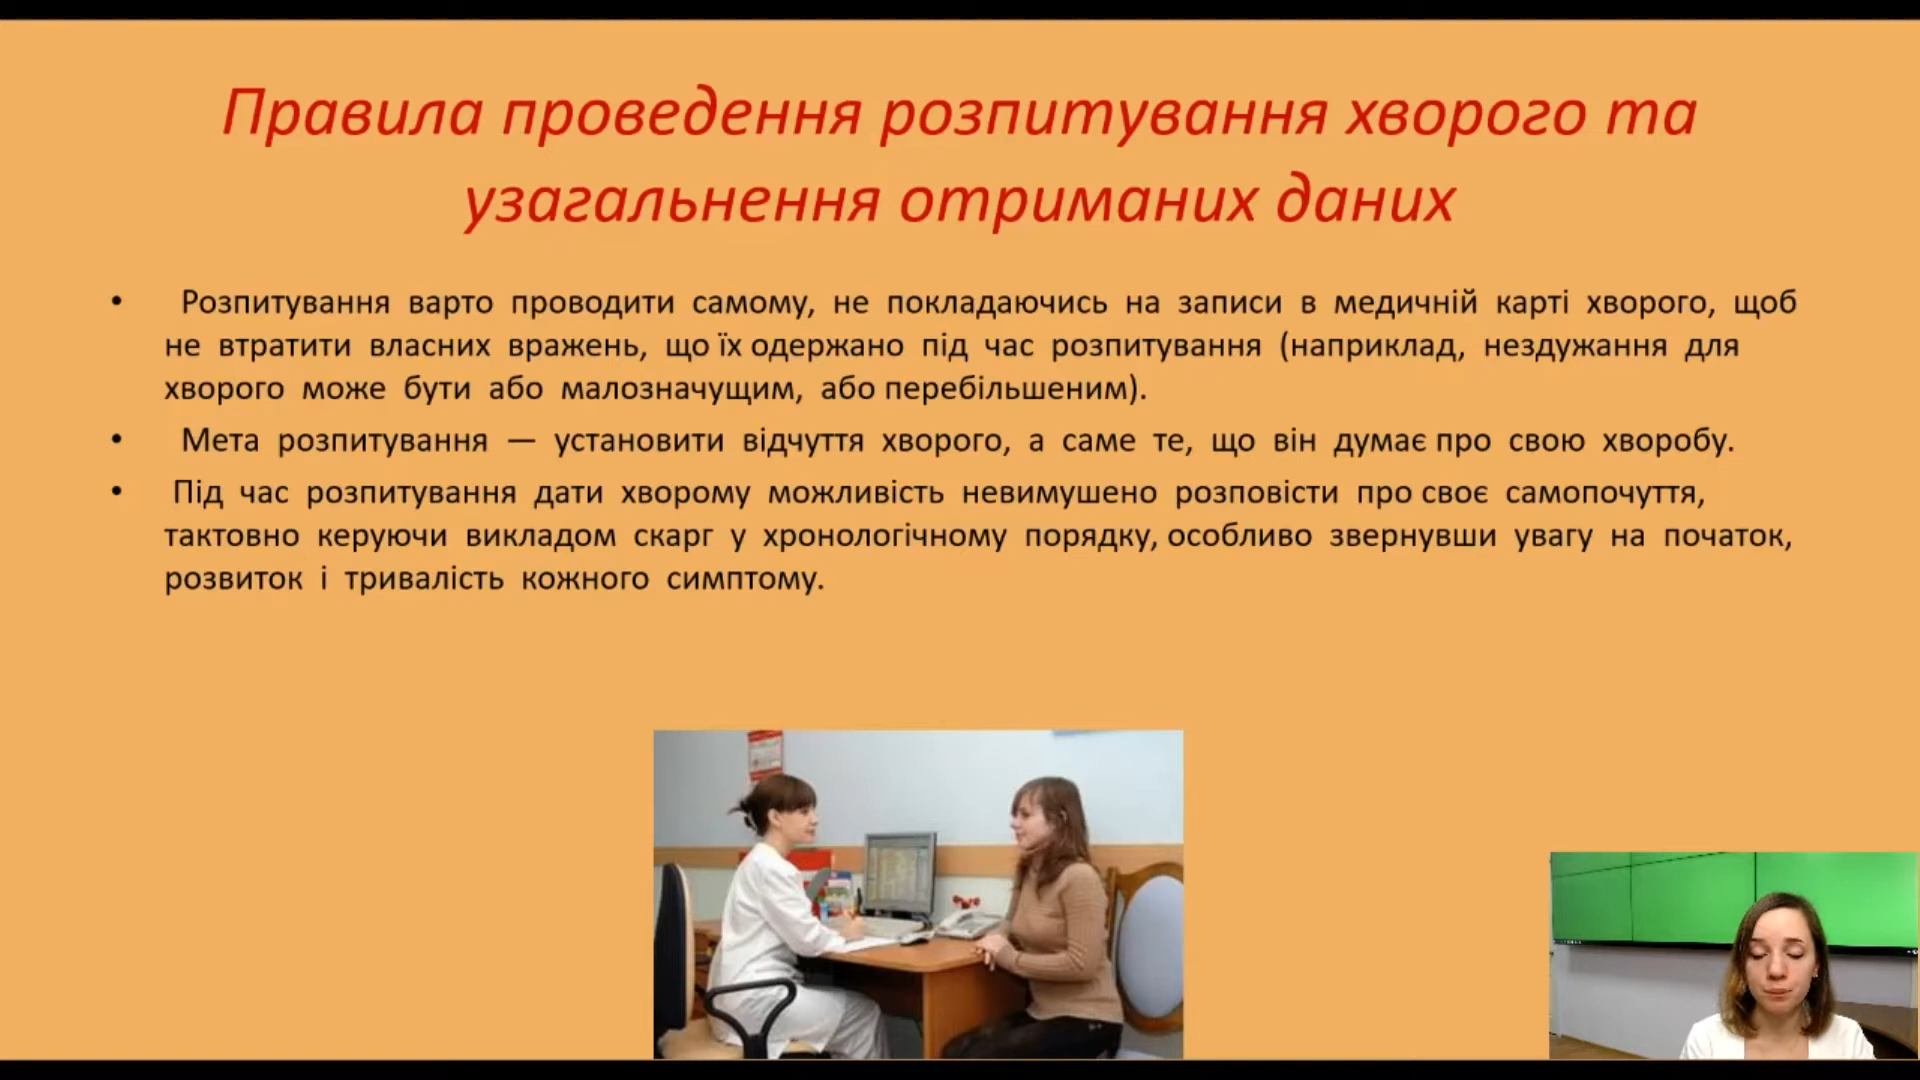 Правила проведення розпитування хворого та
узагальнення отриманих даних
• Розпитування варто проводити самому, не покладаючись на записи в медичній карті хворого, щоб
не втратити власних вражень, що їх одержано під час розпитування (наприклад, нездужання для
хворого може бути або малозначущим, або перебільшеним).
• Мета розпитування — установити відчуття хворого, а саме те, що він думає про свою хворобу.
• Під час розпитування дати хворому можливість невимушено розповісти про своє самопочуття,
тактовно керуючи викладом скарг у хронологічному порядку, особливо звернувши увагу на початок,
розвиток і тривалість кожного симптому.